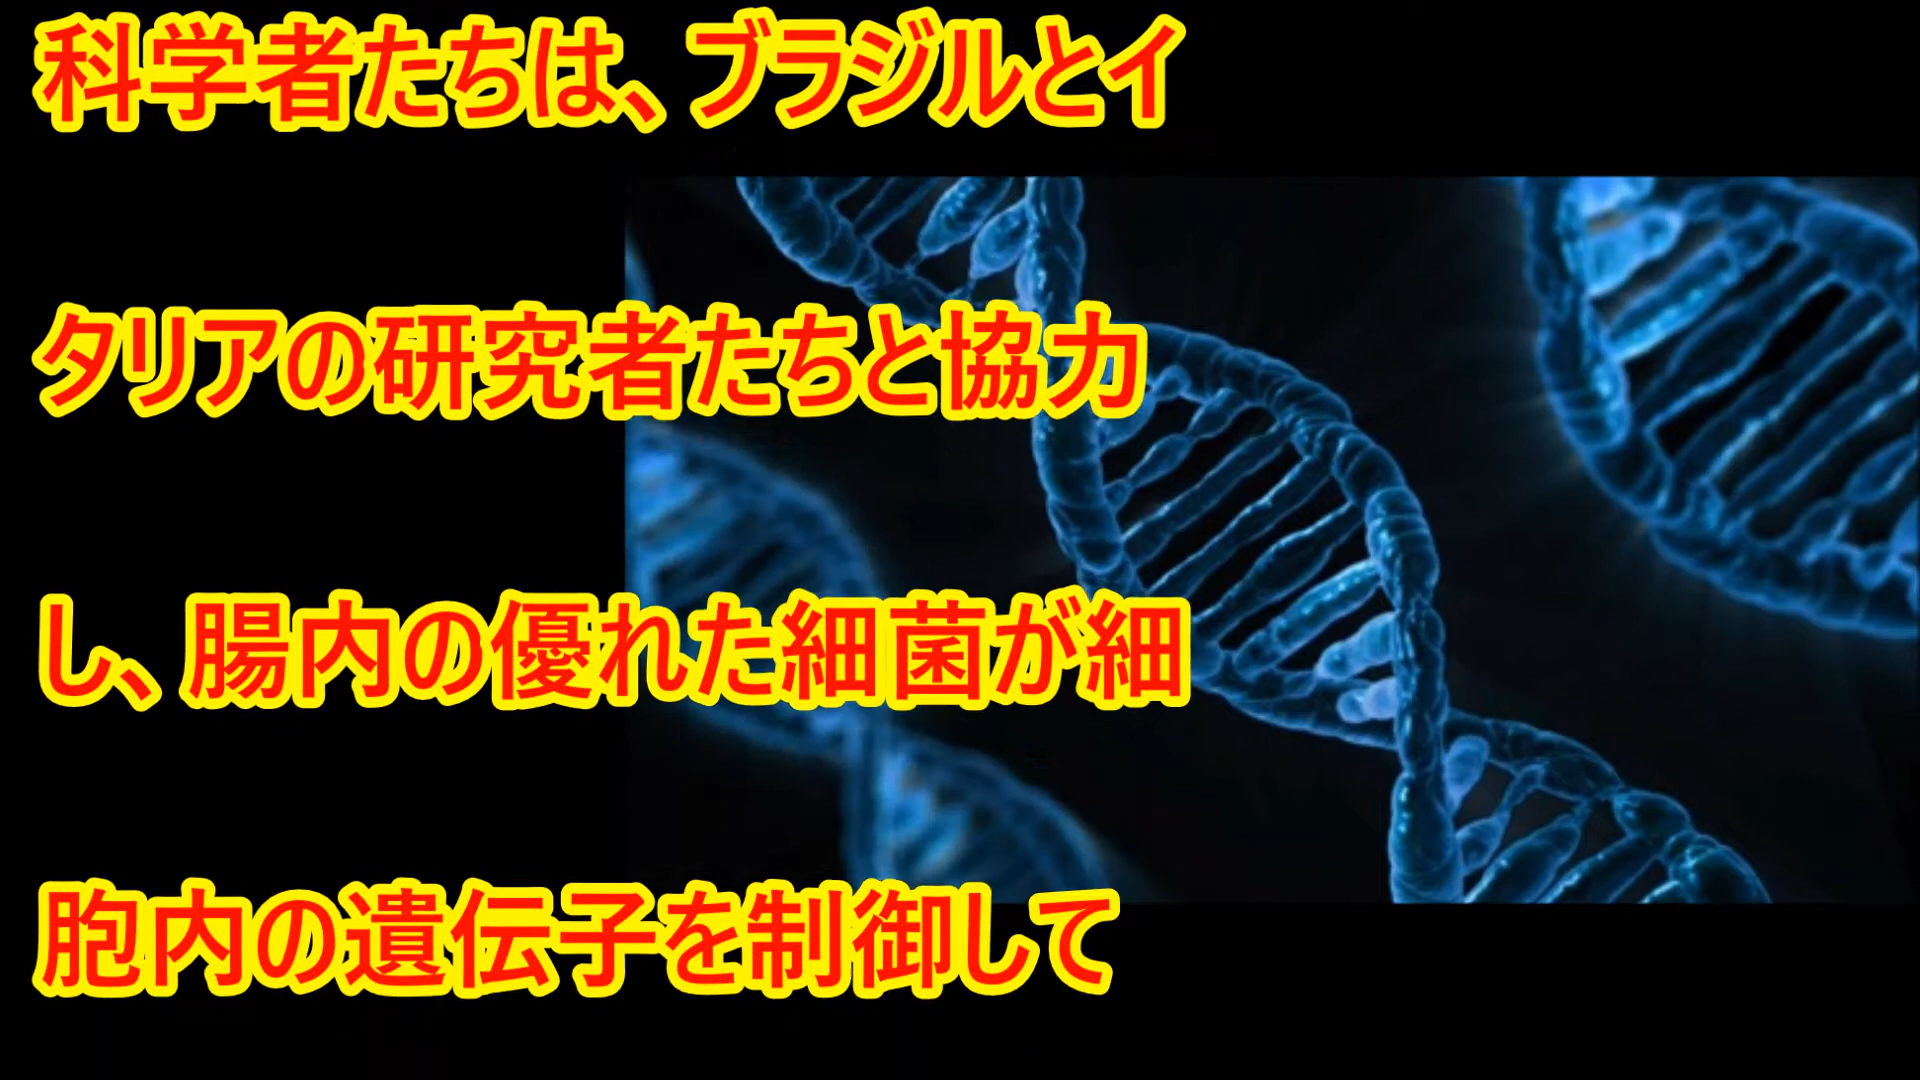 科学者たちは、ブラジルとイ
タリアの研究者たちと協力
し、腸内の優れた細菌が細
胞内の遺伝子を制御して